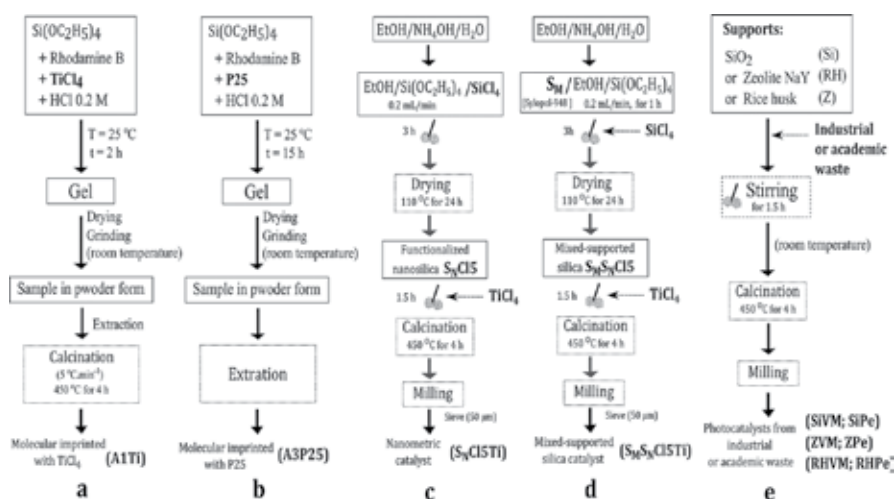 Si(OC2H5)4
+ Rhodamine B
+ TiCl4
+ HCl 0.2 M
T = 25 °C
t = 2 h
Gel
Drying
Grinding
(room temperature)
Sample in pwoder form
Extraction
Calcination
(5 °C.min-1)
450 °C for 4 h
Molecular imprinted
with TiCl4
(A1Ti)
a
Si(OC2H5)4
+ Rhodamine B
+ P25
+ HCl 0.2 M
T = 25 °C
t = 15 h
Gel
Drying
Grinding
(room temperature)
Sample in pwoder form
Extration
Molecular imprinted
with P25
(A3P25)
b
EtOH/NH4OH/H2O
EtOH/Si(OC2H5)4 /SiCl4
0.2 mL/min
3 h
Drying
110 °C for 24 h
Functionalized
nanosilica SNCl5
1.5 h
TiCl4
Calcination
450 °C for 4 h
Milling
Sieve (50 µm)
Nanometric
catalyst
(SNCl5Ti)
c
EtOH/NH4OH/H2O
SM/EtOH/Si(OC2H5)4
(Sylopol-948) 0.2 mL/min, for 1 h
3h
SiCl4
Drying
110 °C for 24 h
Mixed-supported
silica SMSNCl5
1.5 h
TiCl4
Calcination
450 °C for 4 h
Milling
Sieve (50 µm)
Mixed-supported
silica catalyst
(SMSNCl5Ti)
d
Supports:
SiO2 (Si)
or Zeolite NaY (RH)
or Rice husk (Z)
Industrial
or academic
waste
Stirring
for 1.5 h
(room temperature)
Calcination
450 °C for 4 h
Milling
Photocatalysts from
industrial
or academic waste
(SiVM; SiPe)
(ZVM; ZPe)
(RHVM; RHPe)
e